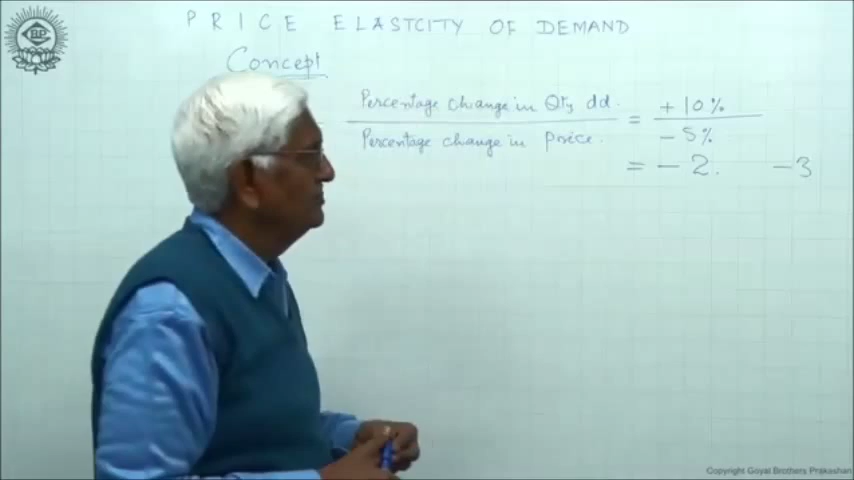 PRICE ELASTCITY OF DEMAND
Concept
Percentage change in Qty dd. = +10%
Percentage change in price. -5%
= -2. -3
GBP
Copyright Goyal Brothers Prakashan